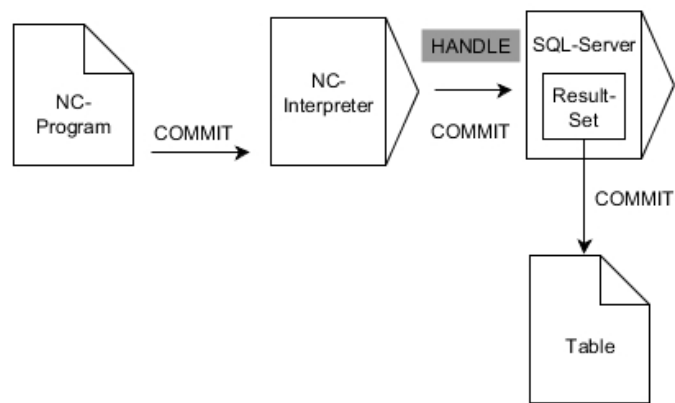 NC-
Program
COMMIT
NC-
Interpreter
HANDLE
COMMIT
SQL-Server
Result-
Set
COMMIT
Table